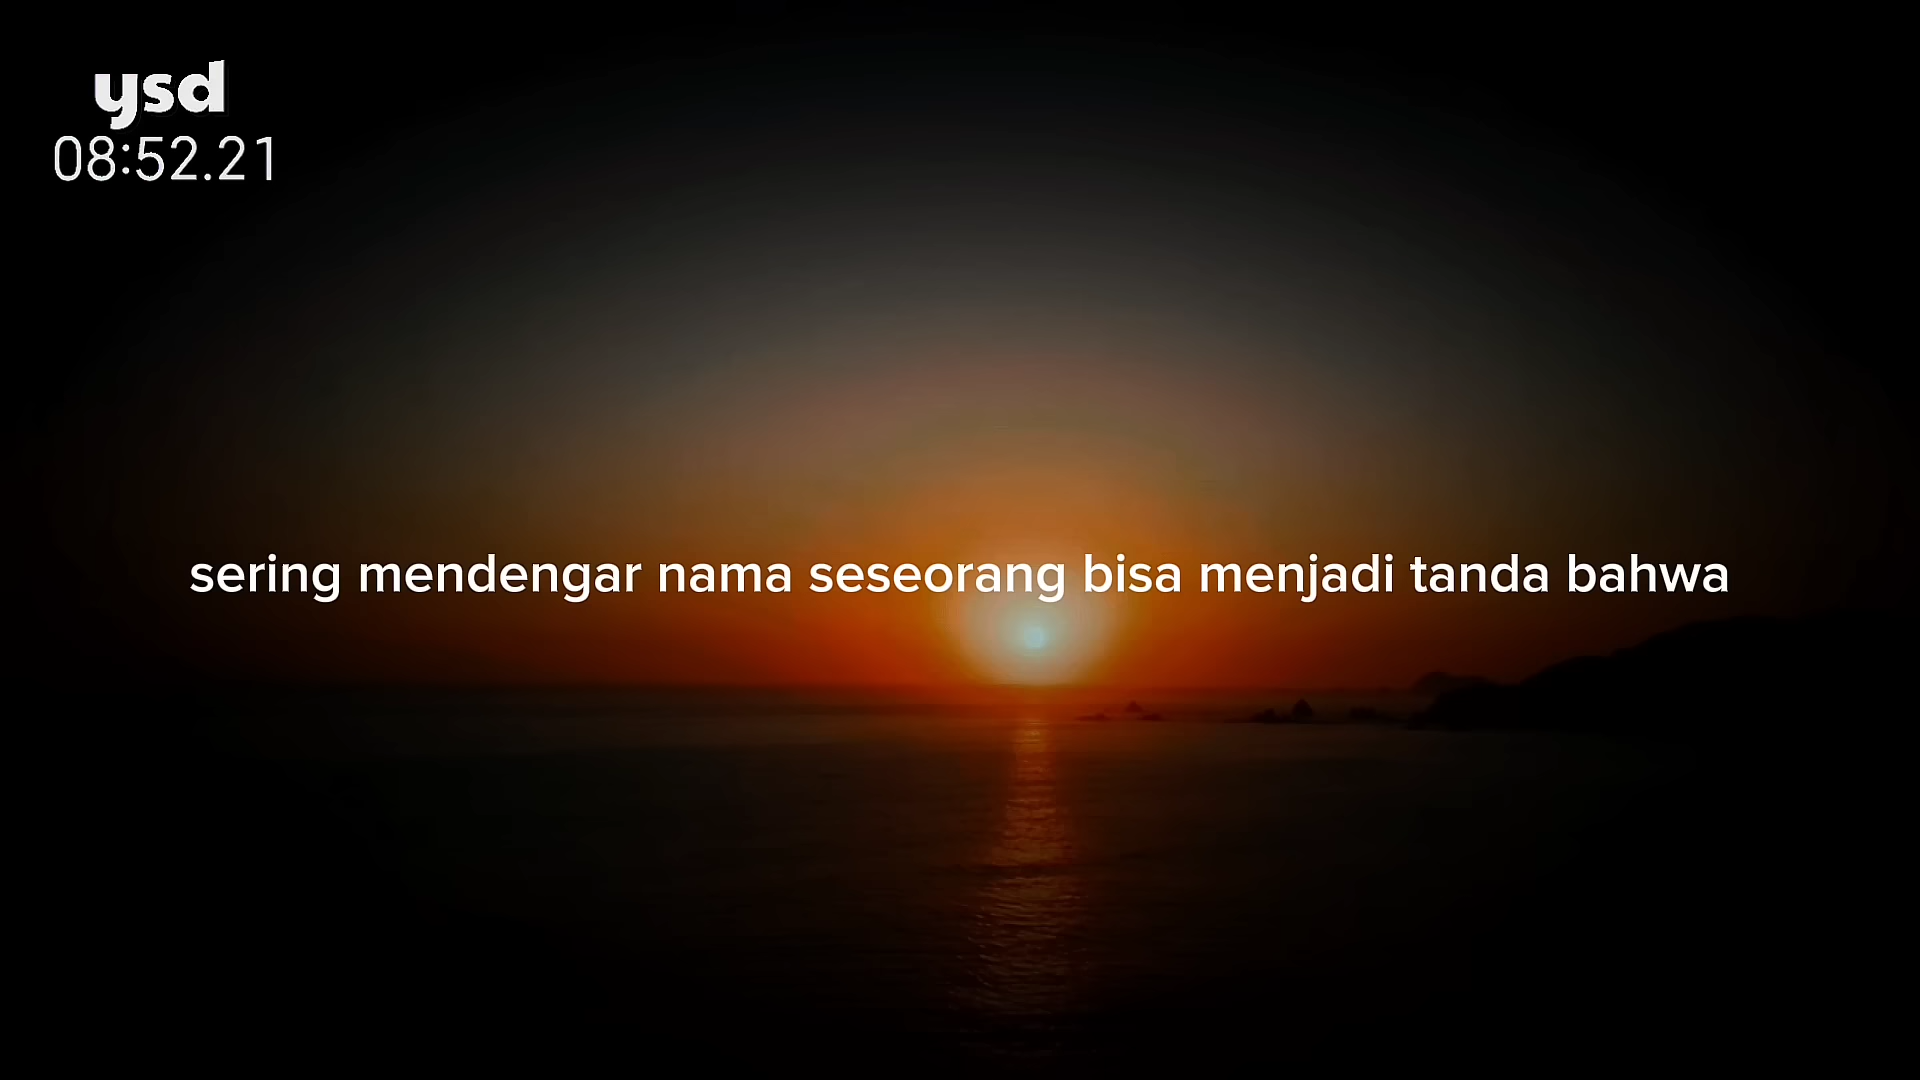 ysd
08:52.21
sering mendengar nama seseorang bisa menjadi tanda bahwa